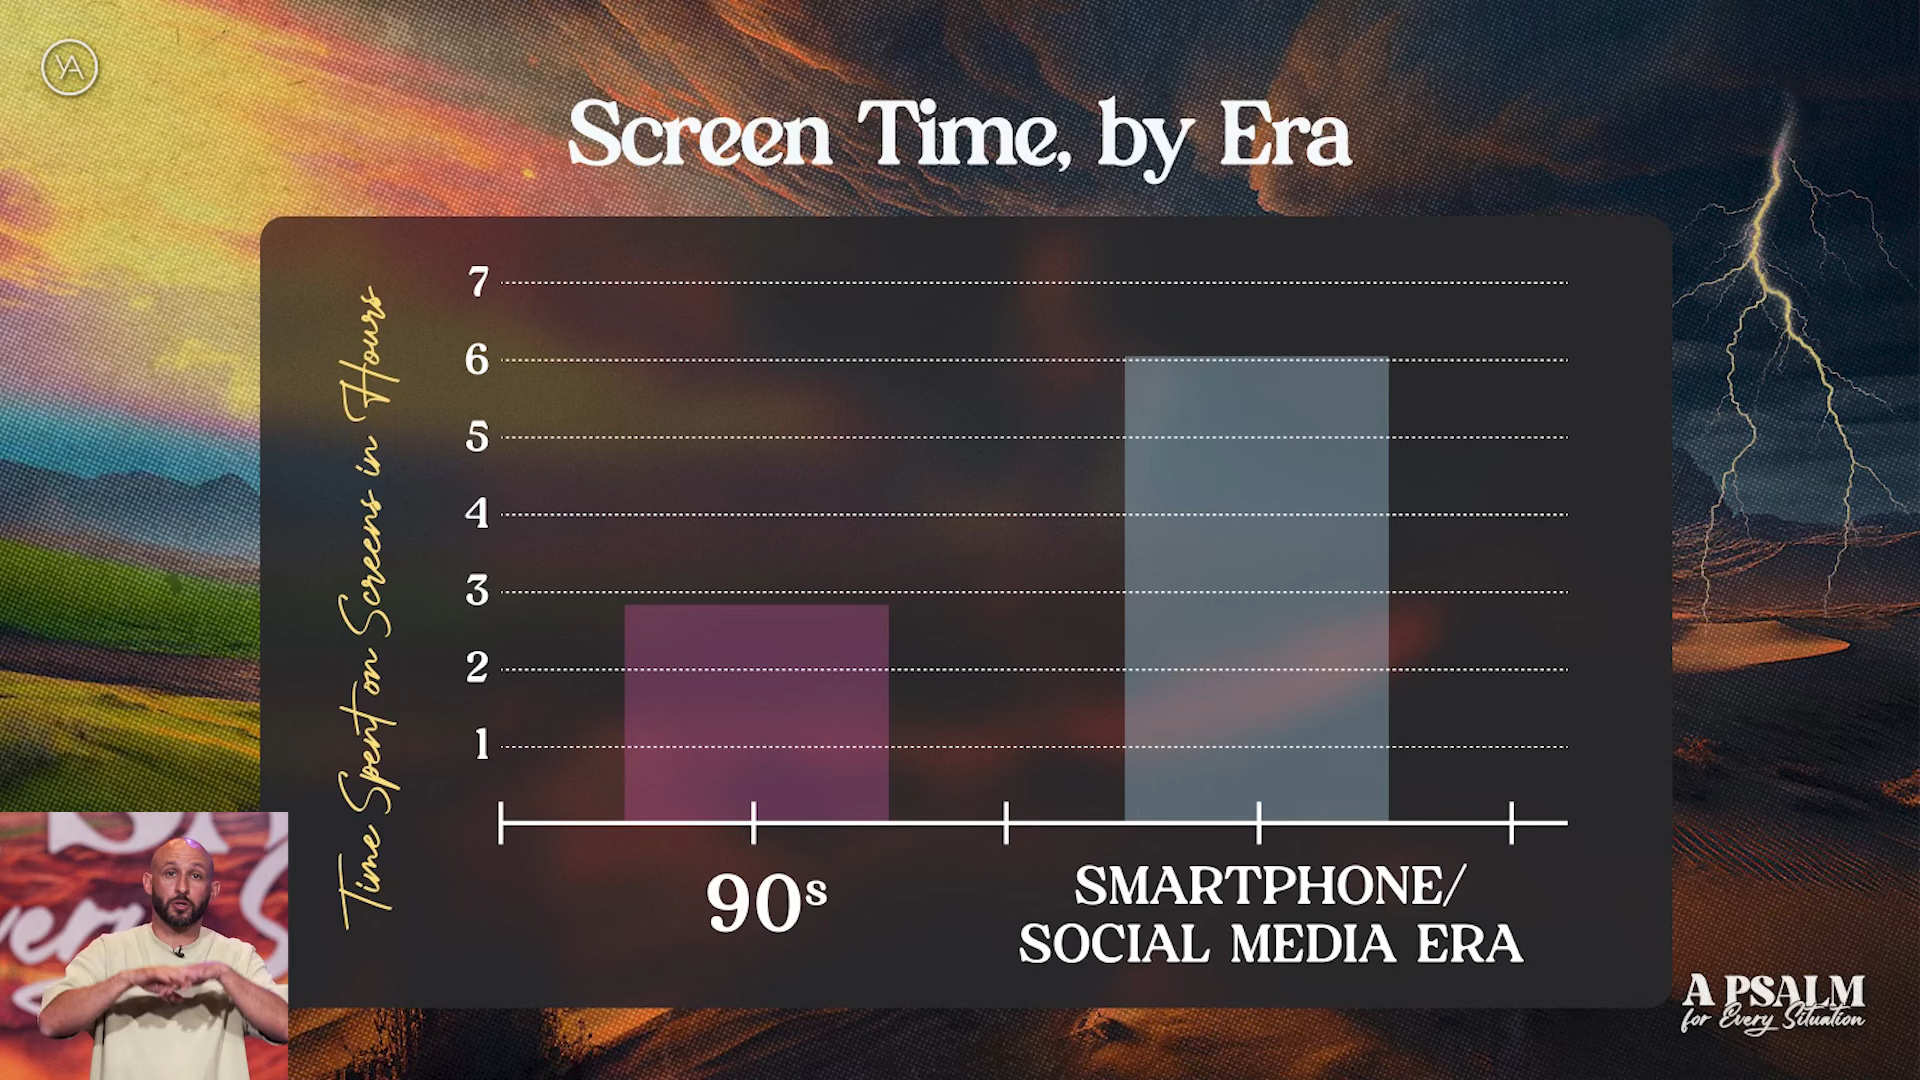 YA
Screen Time, by Era
Time Spent on Screens in Hours
7
6
5
4
3
2
1
90s
SMARTPHONE/
SOCIAL MEDIA ERA
A PSALM
for Every Situation